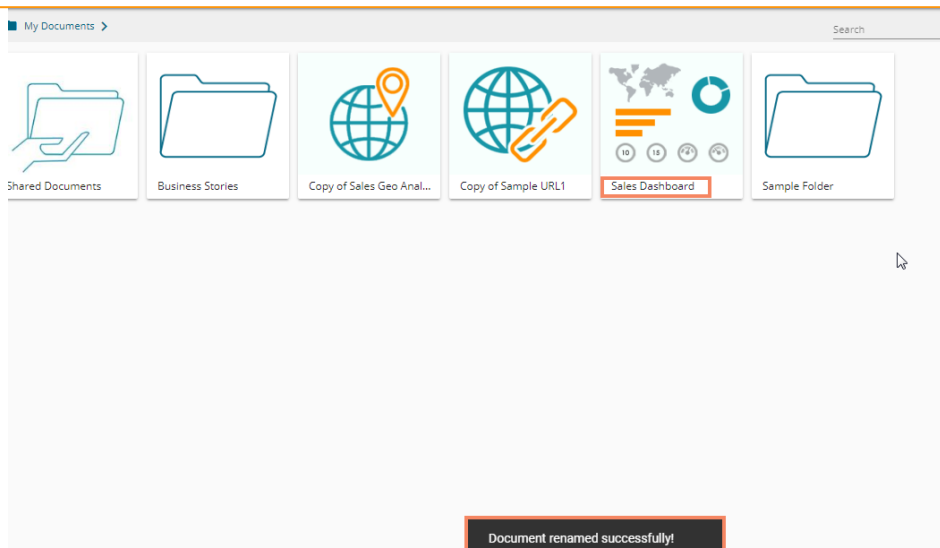 My Documents
Search
Shared Documents
Business Stories
Copy of Sales Geo Anal...
Copy of Sample URL1
10 15
Sales Dashboard
Sample Folder
Document renamed successfully!